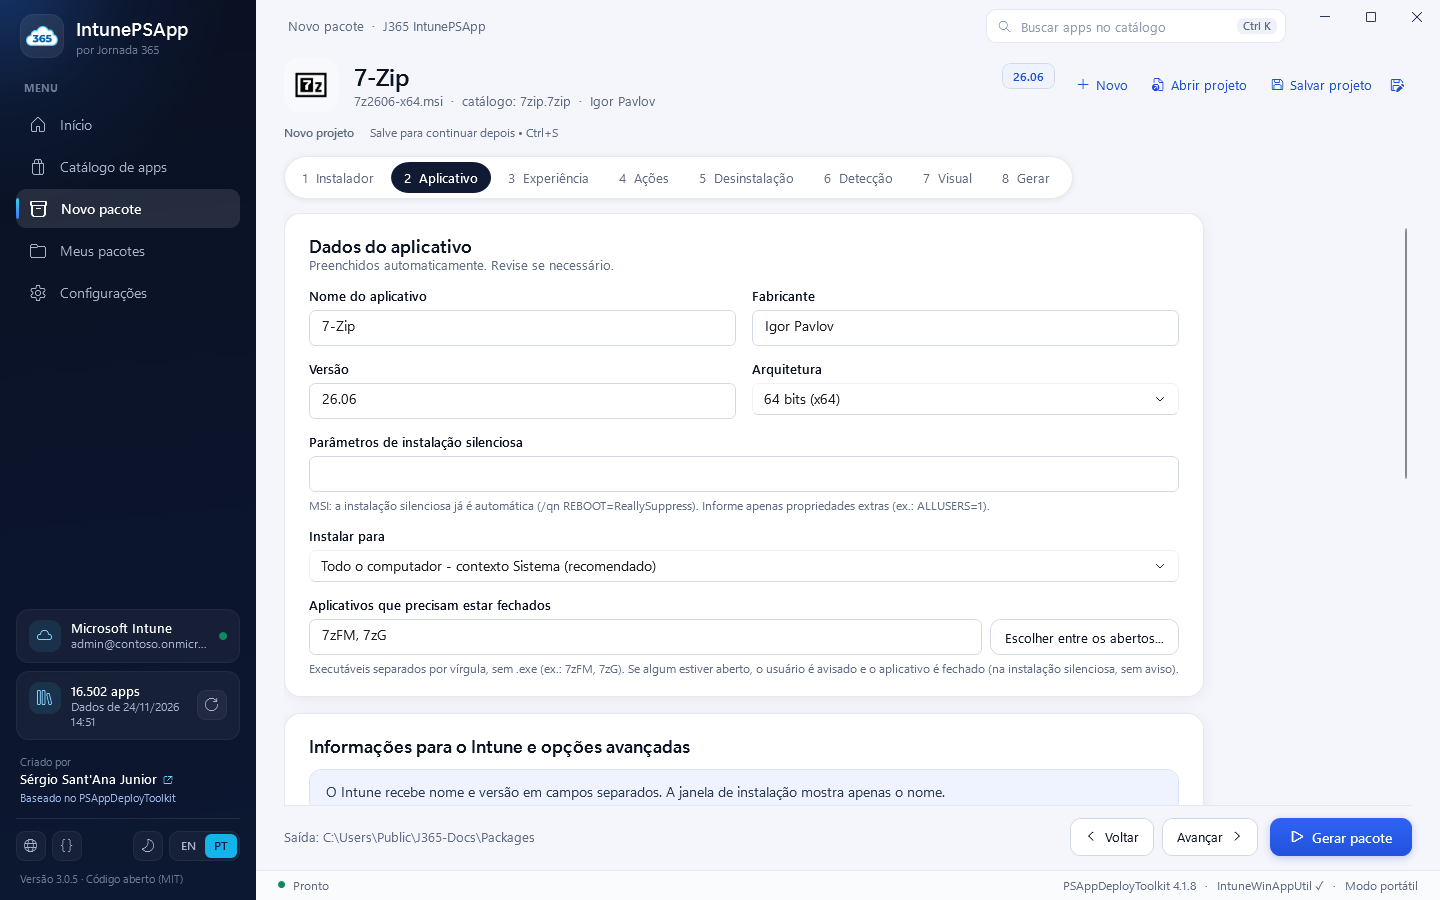 365
IntunePSApp
por Jornada 365
MENU
Início
Catálogo de apps
Novo pacote
Meus pacotes
Configurações
Microsoft Intune
admin@contoso.onmicr...
16.502 apps
Dados de 24/11/2026
14:51
Criado por
Sérgio Sant'Ana Junior
Baseado no PSAppDeployToolkit
{}
EN PT
Versão 3.0.5 · Código aberto (MIT)
Novo pacote · J365 IntunePSApp
Buscar apps no catálogo Ctrl K
7z
7-Zip
7z2606-x64.msi · catálogo: 7zip.7zip · Igor Pavlov
26.06
Novo
Abrir projeto
Salvar projeto
Novo projeto Salve para continuar depois • Ctrl+S
1 Instalador 2 Aplicativo 3 Experiência 4 Ações 5 Desinstalação 6 Detecção 7 Visual 8 Gerar
Dados do aplicativo
Preenchidos automaticamente. Revise se necessário.
Nome do aplicativo Fabricante
7-Zip Igor Pavlov
Versão Arquitetura
26.06 64 bits (x64)
Parâmetros de instalação silenciosa
MSI: a instalação silenciosa já é automática (/qn REBOOT=ReallySuppress). Informe apenas propriedades extras (ex.: ALLUSERS=1).
Instalar para
Todo o computador - contexto Sistema (recomendado)
Aplicativos que precisam estar fechados
7zFM, 7zG Escolher entre os abertos...
Executáveis separados por vírgula, sem .exe (ex.: 7zFM, 7zG). Se algum estiver aberto, o usuário é avisado e o aplicativo é fechado (na instalação silenciosa, sem aviso).
Informações para o Intune e opções avançadas
O Intune recebe nome e versão em campos separados. A janela de instalação mostra apenas o nome.
Saída: C:\Users\Public\J365-Docs\Packages
Voltar Avançar Gerar pacote
Pronto
PSAppDeployToolkit 4.1.8 · IntuneWinAppUtil ✓ · Modo portátil